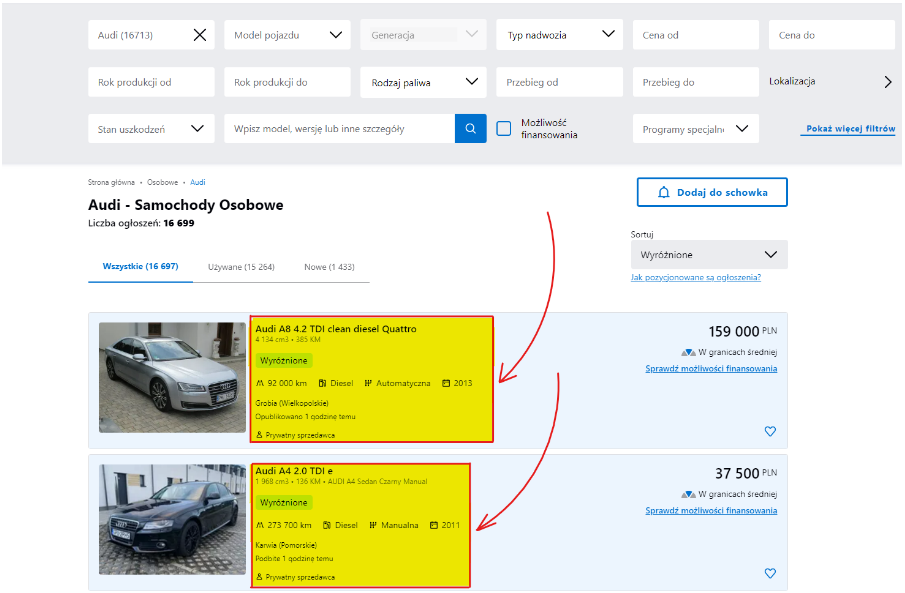 Audi (16713)
Model pojazdu
Generacja
Typ nadwozia
Cena od
Cena do
Rok produkcji od
Rok produkcji do
Rodzaj paliwa
Przebieg od
Przebieg do
Lokalizacja
Stan uszkodzeń
Wpisz model, wersję lub inne szczegóły
Możliwość
finansowania
Programy specjaln
Pokaż więcej filtrów
Strona główna • Osobowe • Audi
Audi - Samochody Osobowe
Liczba ogłoszeń: 16 699
Dodaj do schowka
Sortuj
Wyróżnione
Jak pozycjonowane są ogłoszenia?
Wszystkie (16 697)
Używane (15 264)
Nowe (1 433)
Audi A8 4.2 TDI clean diesel Quattro
4 134 cm3 • 385 KM
Wyróżnione
92 000 km
Diesel
Automatyczna
2013
Grobia (Wielkopolskie)
Opublikowano 1 godzinę temu
Prywatny sprzedawca
159 000 PLN
W granicach średniej
Sprawdź możliwości finansowania
Audi A4 2.0 TDI e
1 968 cm3 • 136 KM • AUDI A4 Sedan Czarny Manual
Wyróżnione
273 700 km
Diesel
Manualna
2011
Karwia (Pomorskie)
Podbite 1 godzinę temu
Prywatny sprzedawca
37 500 PLN
W granicach średniej
Sprawdź możliwości finansowania